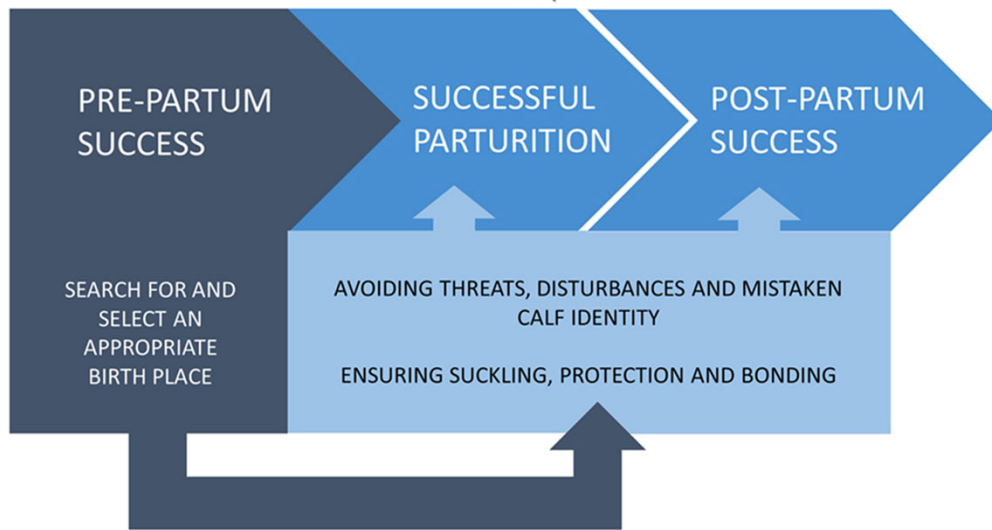 PRE-PARTUM
SUCCESS
SUCCESSFUL
PARTURITION
POST-PARTUM
SUCCESS
SEARCH FOR AND
SELECT AN
APPROPRIATE
BIRTH PLACE
AVOIDING THREATS, DISTURBANCES AND MISTAKEN
CALF IDENTITY
ENSURING SUCKLING, PROTECTION AND BONDING